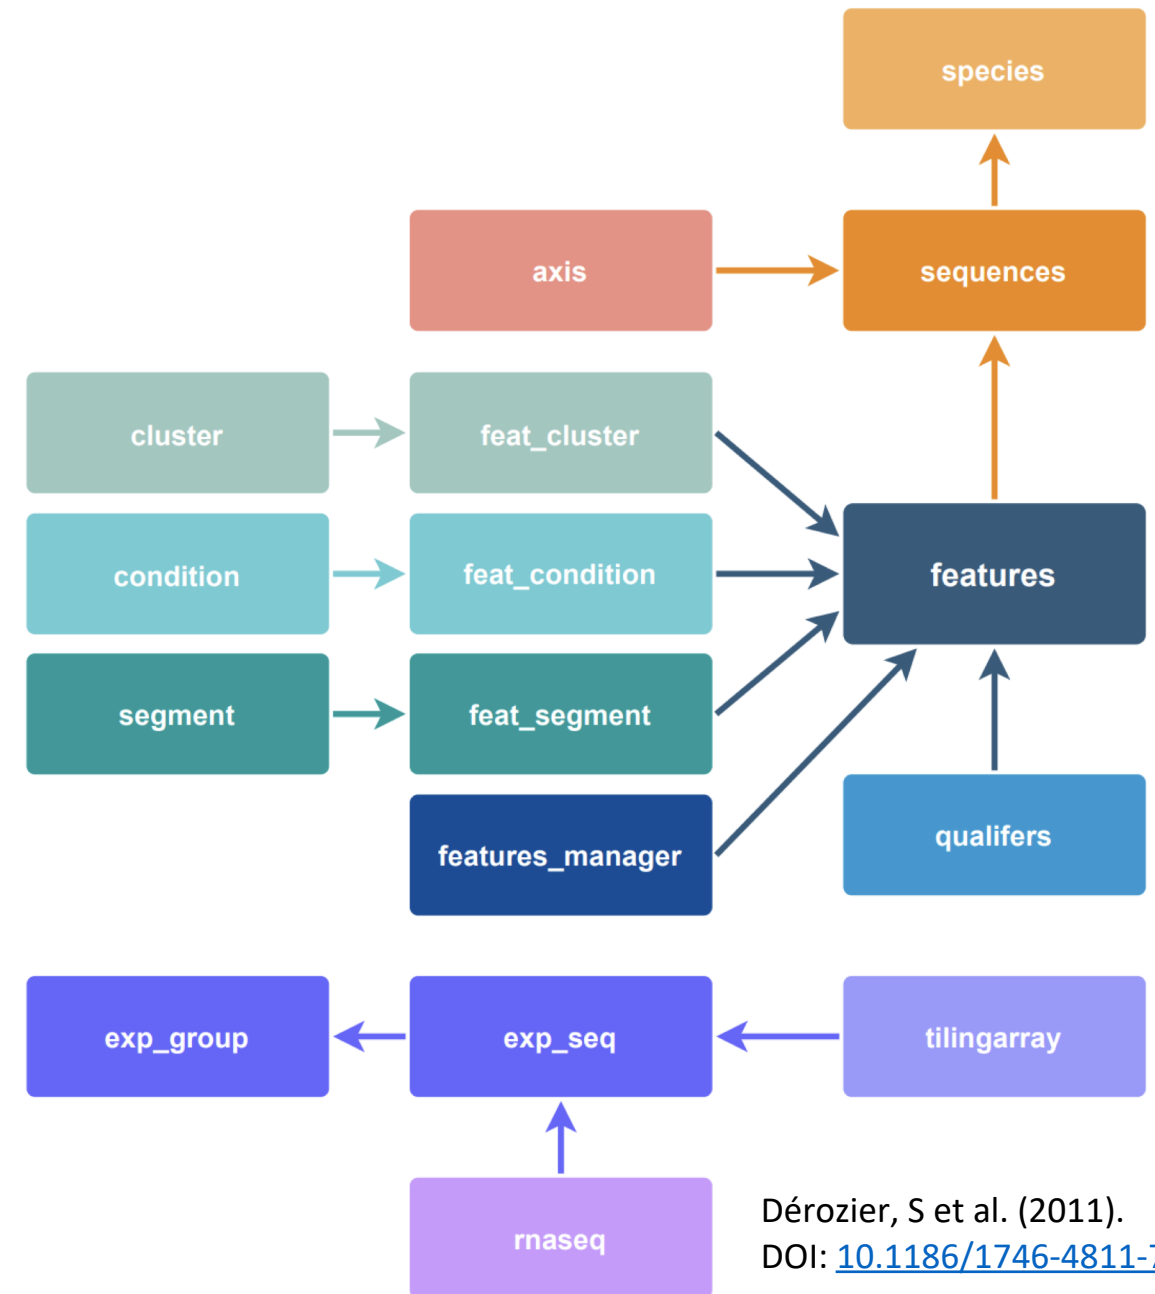 species
axis
sequences
cluster
feat_cluster
condition
feat_condition
features
segment
feat_segment
features_manager
qualifers
exp_group
exp_seq
tilingarray
rnaseq
Dérozier, S et al. (2011).
DOI: 10.1186/1746-4811-7